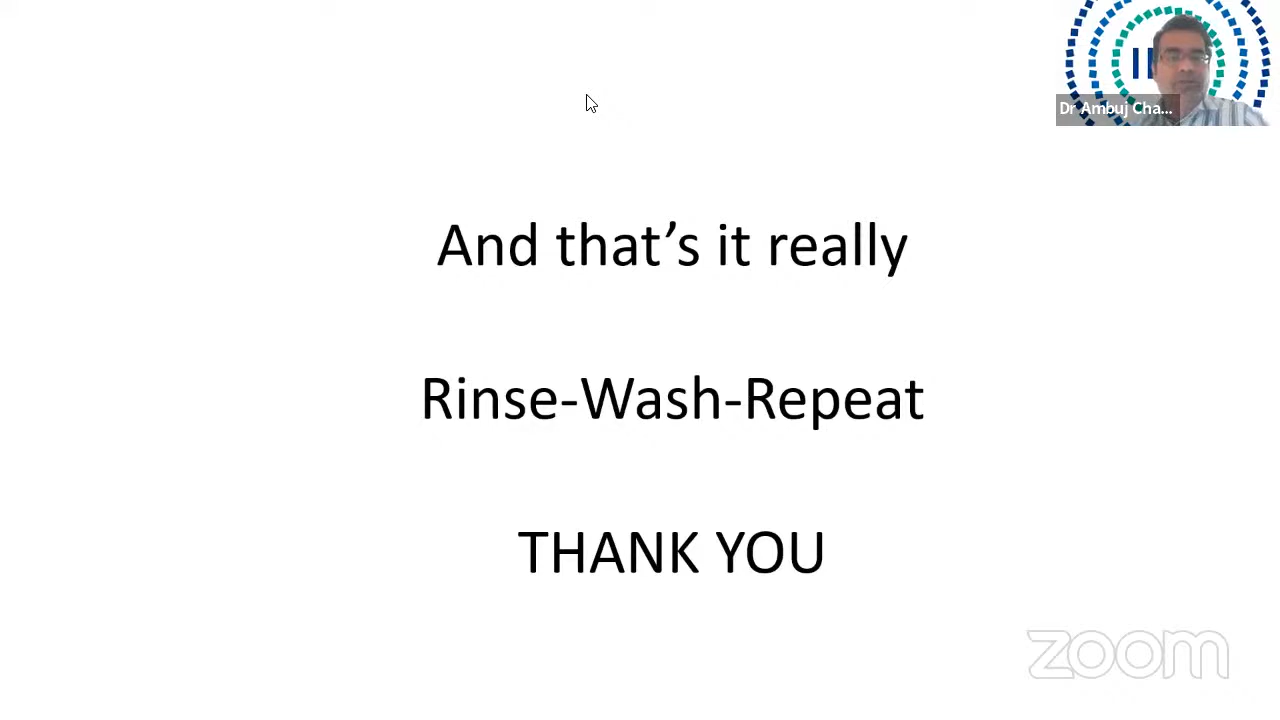 Dr Ambuj Cha...
And that’s it really
Rinse-Wash-Repeat
THANK YOU
zoom